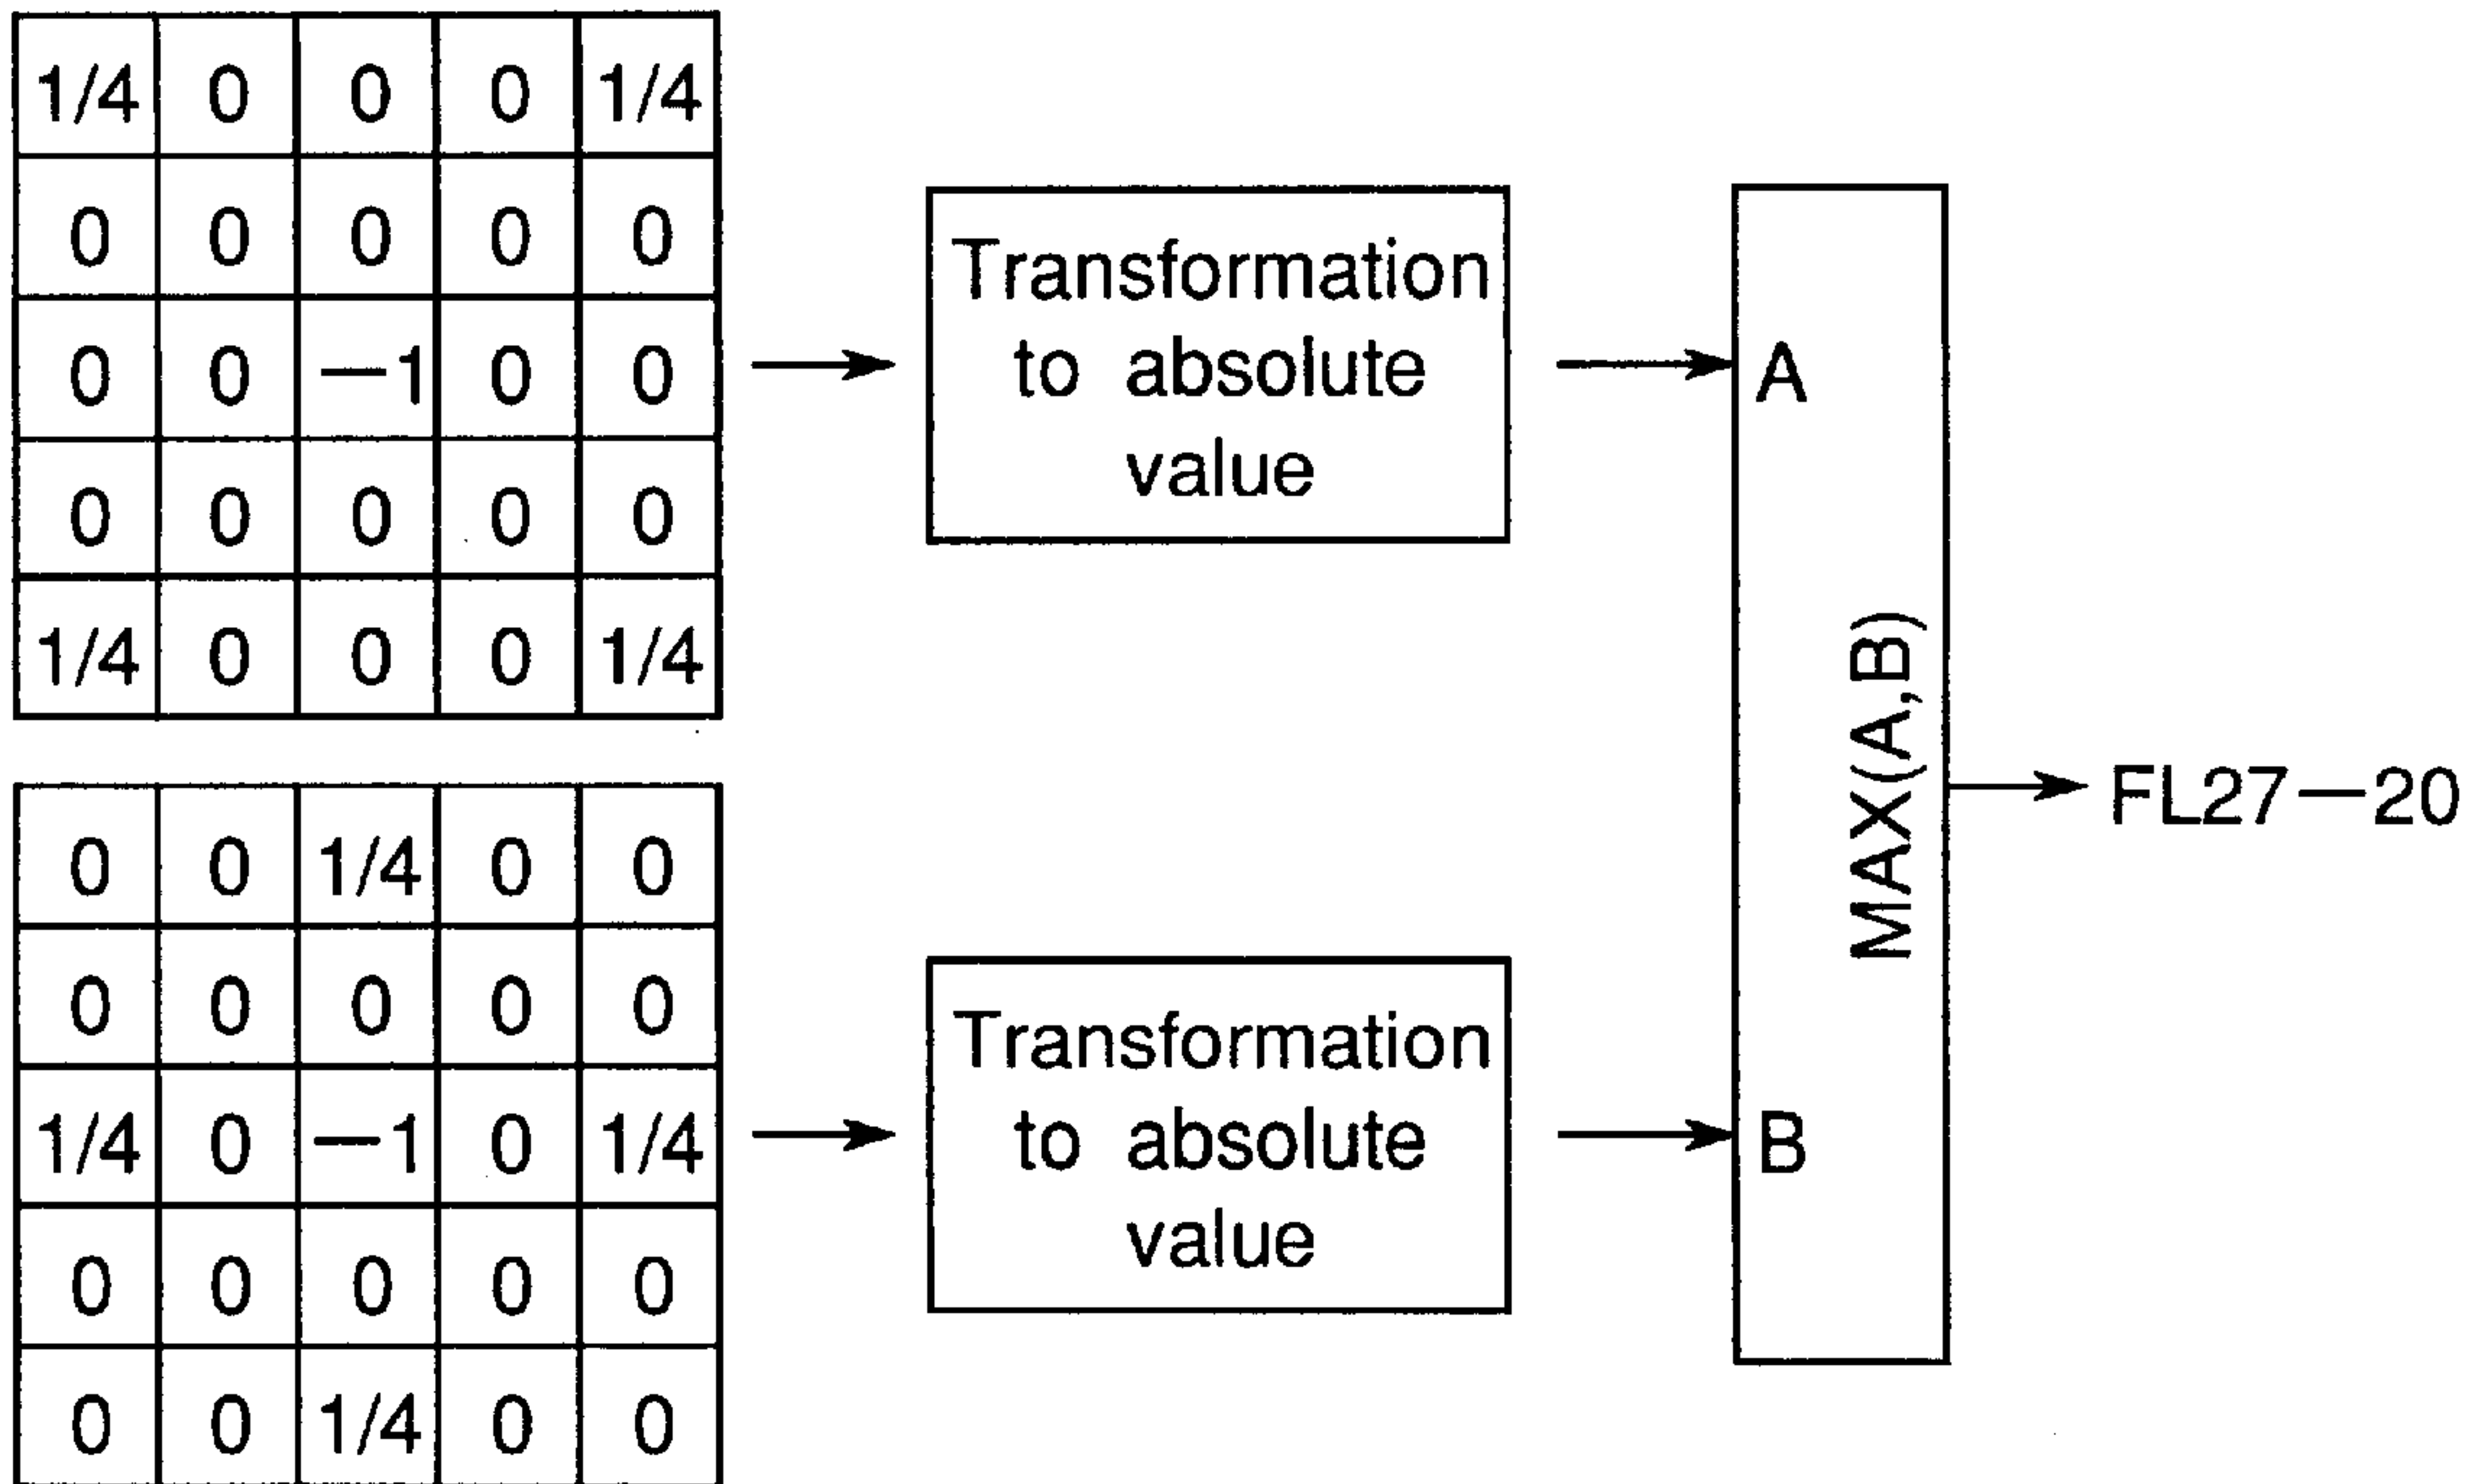 1/4 0 0 0 1/4
0 0 0 0 0
0 0 —1 0 0
0 0 0 0 0
1/4 0 0 0 1/4
Transformation
to absolute
value
A
MAX(A,B)
FL27—20
0 0 1/4 0 0
0 0 0 0 0
1/4 0 —1 0 1/4
0 0 0 0 0
0 0 1/4 0 0
Transformation
to absolute
value
B